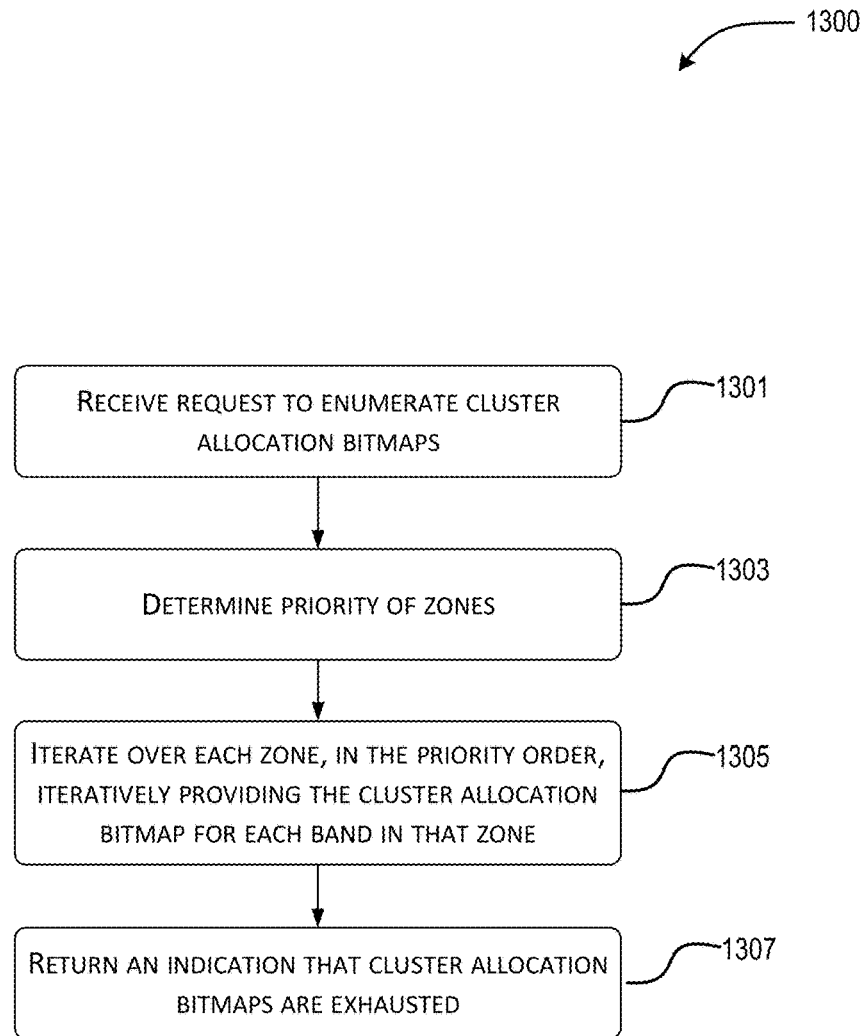 1300
RECEIVE REQUEST TO ENUMERATE CLUSTER
ALLOCATION BITMAPS
1301
DETERMINE PRIORITY OF ZONES
1303
ITERATE OVER EACH ZONE, IN THE PRIORITY ORDER,
ITERATIVELY PROVIDING THE CLUSTER ALLOCATION
BITMAP FOR EACH BAND IN THAT ZONE
1305
RETURN AN INDICATION THAT CLUSTER ALLOCATION
BITMAPS ARE EXHAUSTED
1307